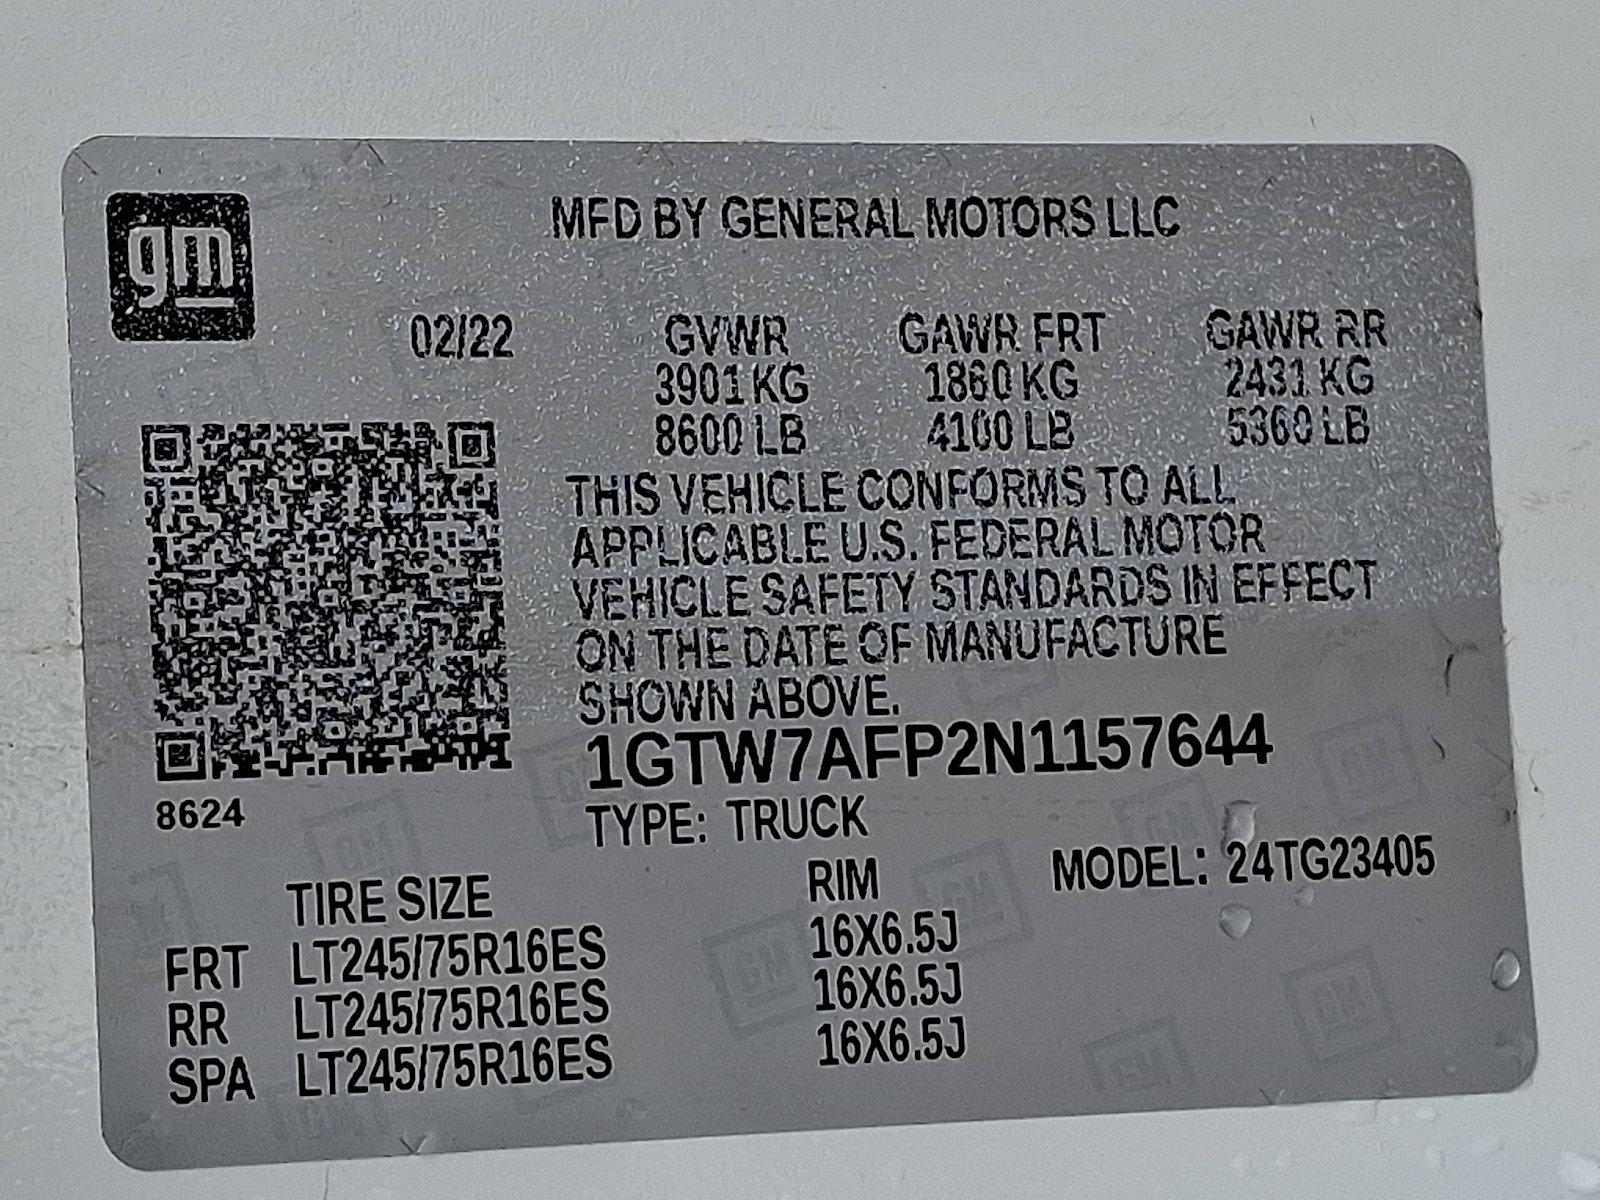 gm
MFD BY GENERAL MOTORS LLC
02/22 GVWR GAWR FRT GAWR RR
3901 KG 1860 KG 2431 KG
8600 LB 4100 LB 5360 LB
THIS VEHICLE CONFORMS TO ALL
APPLICABLE U.S. FEDERAL MOTOR
VEHICLE SAFETY STANDARDS IN EFFECT
ON THE DATE OF MANUFACTURE
SHOWN ABOVE.
1GTW7AFP2N1157644
8624
TYPE: TRUCK
TIRE SIZE RIM MODEL: 24TG23405
FRT LT245/75R16ES 16X6.5J
RR LT245/75R16ES 16X6.5J
SPA LT245/75R16ES 16X6.5J